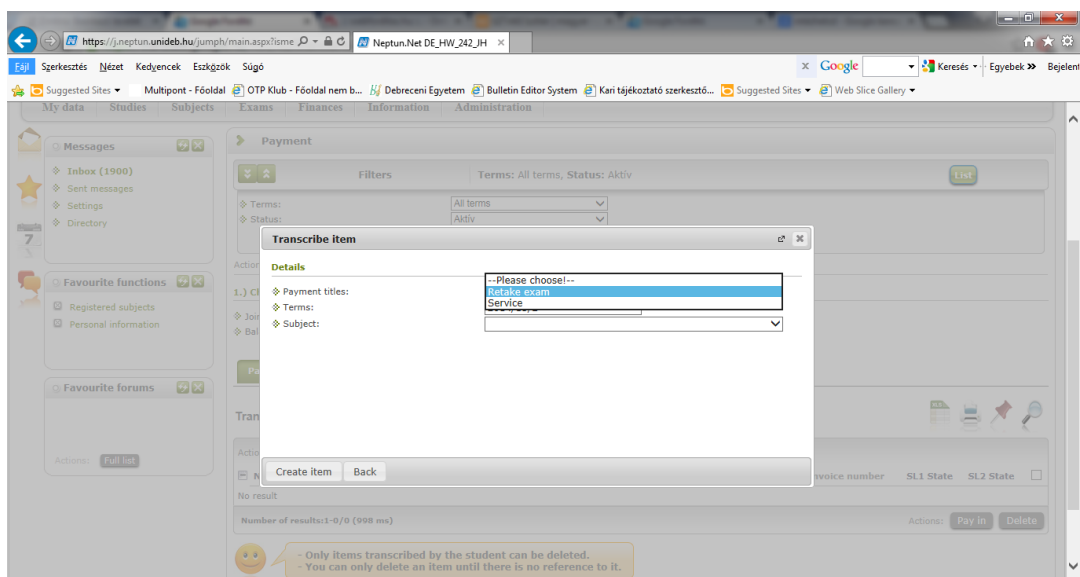 https://j.neptun.unideb.hu/jumph/main.aspx?isme
Neptun.Net DE_HW_242_JH
Fájl Szerkesztés Nézet Kedvencek Eszközök Súgó
x Google Keresés Egyebek >> Bejelent
Suggested Sites Multipont - Főoldal OTP Klub - Főoldal nem b... Debreceni Egyetem Bulletin Editor System Kari tájékoztató szerkesztő... Suggested Sites Web Slice Gallery
My data Studies Subjects Exams Finances Information Administration
Messages
Inbox (1900)
Sent messages
Settings
Directory
7
Favourite functions
Registered subjects
Personal information
Favourite forums
Actions: Full list
Payment
Filters Terms: All terms, Status: Aktív List
Terms: All terms
Status: Aktív
Transcribe item
Details
Payment titles:
--Please choose!--
Retake exam
Service
Terms:
Subject:
Create item Back
nvoice number SL1 State SL2 State
No result
Number of results:1-0/0 (998 ms)
Actions: Pay in Delete
- Only items transcribed by the student can be deleted.
- You can only delete an item until there is no reference to it.